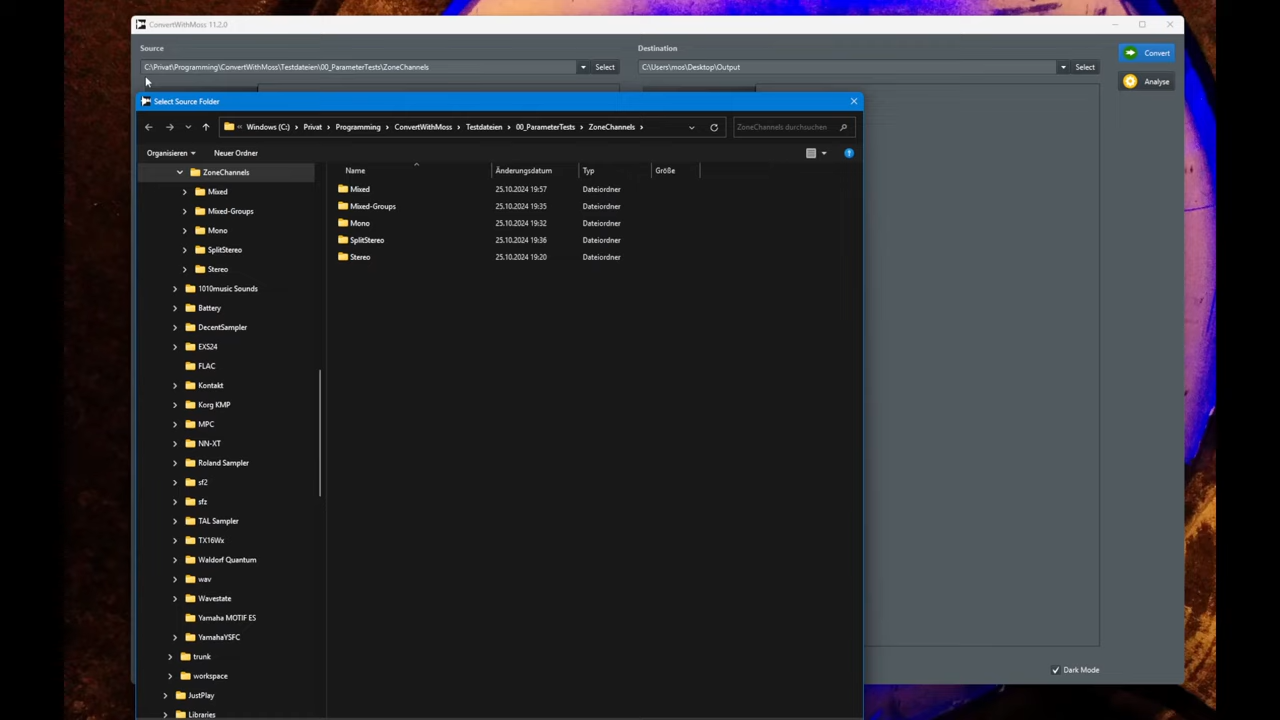 ConvertWithMoss 11.2.0
Source
Destination
C:\Privat\Programming\ConvertWithMoss\Testdateien\00_ParameterTests\ZoneChannels
Select
C:\Users\mos\Desktop\Output
Select
Convert
Analyse
Select Source Folder
« Windows (C:) > Privat > Programming > ConvertWithMoss > Testdateien > 00_ParameterTests > ZoneChannels >
ZoneChannels durchsuchen
Organisieren
Neuer Ordner
ZoneChannels
Mixed
Mixed-Groups
Mono
SplitStereo
Stereo
1010music Sounds
Battery
DecentSampler
EXS24
FLAC
Kontakt
Korg KMP
MPC
NN-XT
Roland Sampler
sf2
sfz
TAL Sampler
TX16Wx
Waldorf Quantum
wav
Wavestate
Yamaha MOTIF ES
YamahaYSFC
trunk
workspace
JustPlay
Libraries
Name Änderungsdatum Typ Größe
Mixed 25.10.2024 19:57 Dateiordner
Mixed-Groups 25.10.2024 19:35 Dateiordner
Mono 25.10.2024 19:32 Dateiordner
SplitStereo 25.10.2024 19:36 Dateiordner
Stereo 25.10.2024 19:20 Dateiordner
Dark Mode